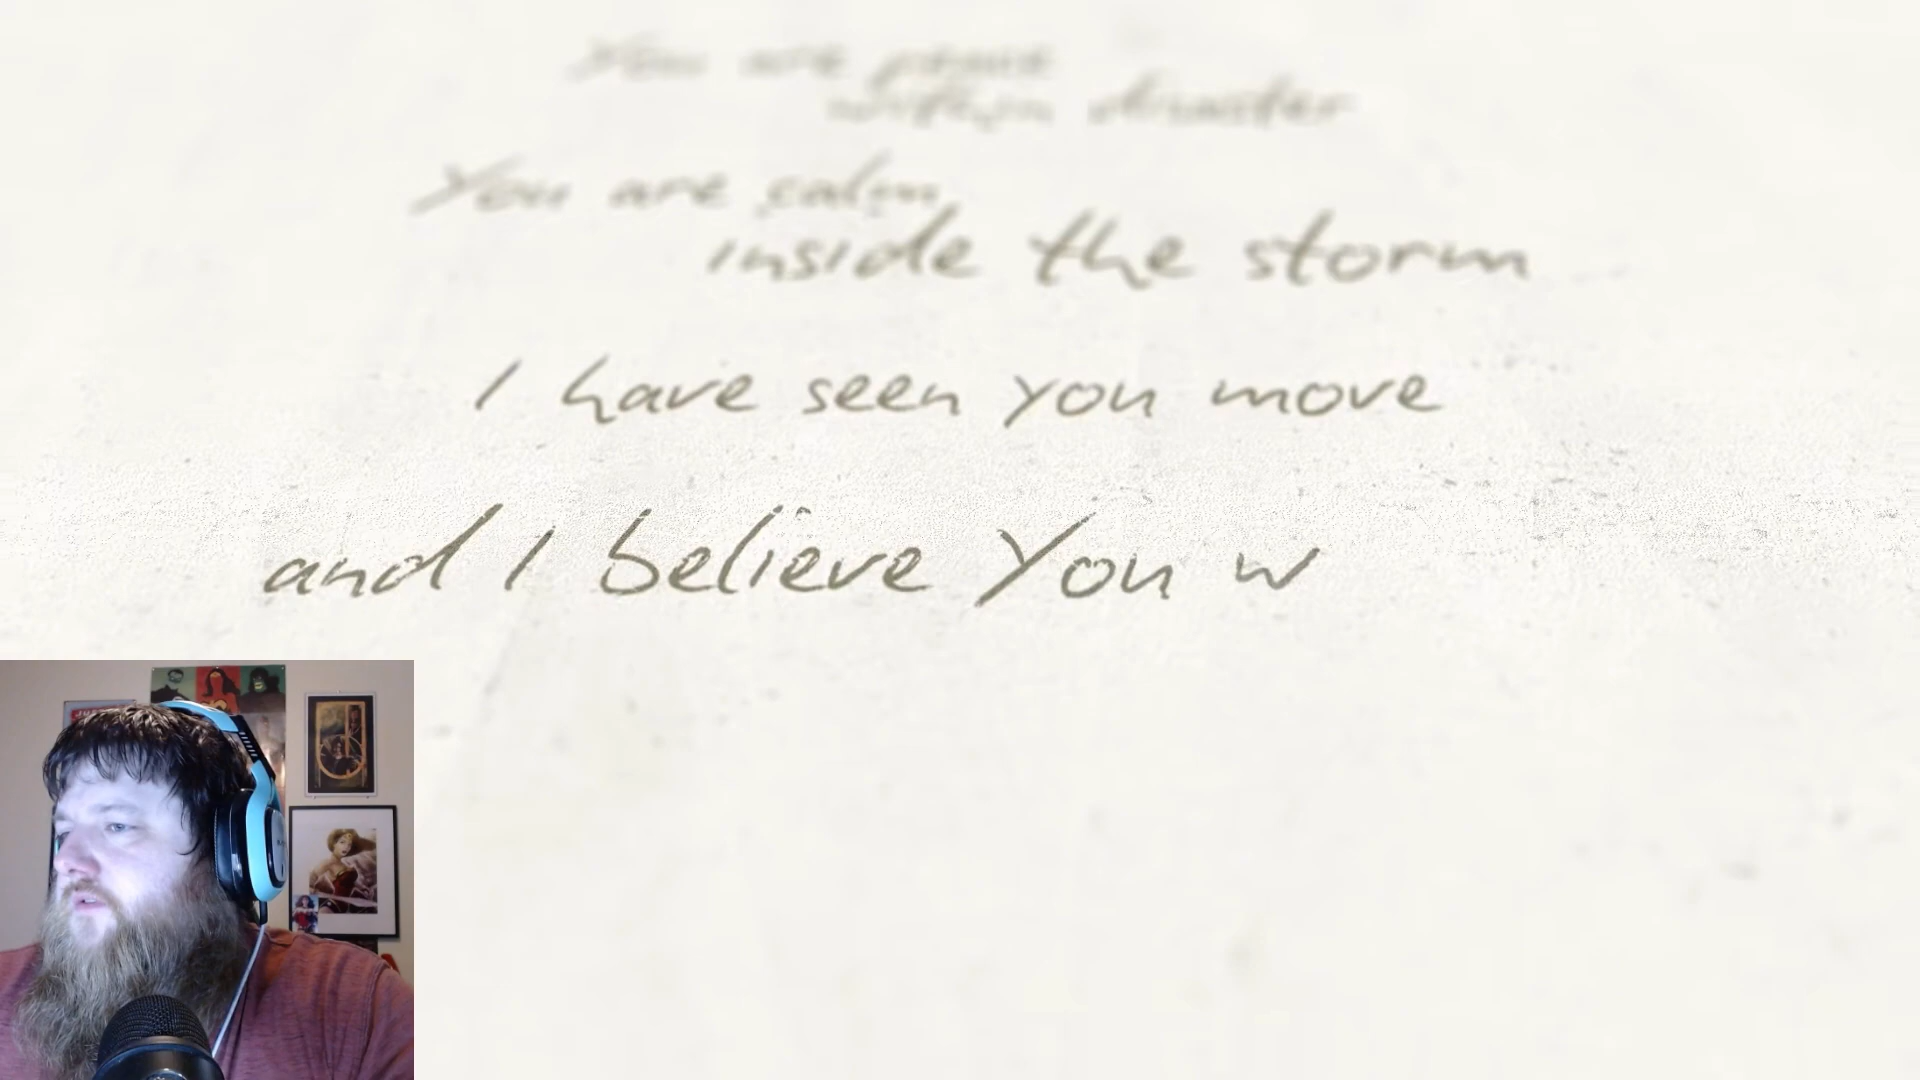 You are peace
within disaster
You are calm
inside the storm
I have seen you move
and I believe You w